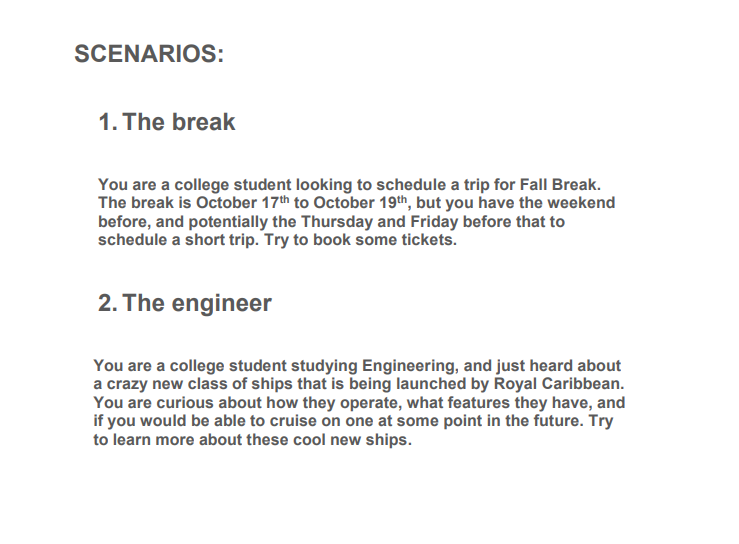 SCENARIOS:
1. The break
You are a college student looking to schedule a trip for Fall Break.
The break is October 17th to October 19th, but you have the weekend
before, and potentially the Thursday and Friday before that to
schedule a short trip. Try to book some tickets.
2. The engineer
You are a college student studying Engineering, and just heard about
a crazy new class of ships that is being launched by Royal Caribbean.
You are curious about how they operate, what features they have, and
if you would be able to cruise on one at some point in the future. Try
to learn more about these cool new ships.